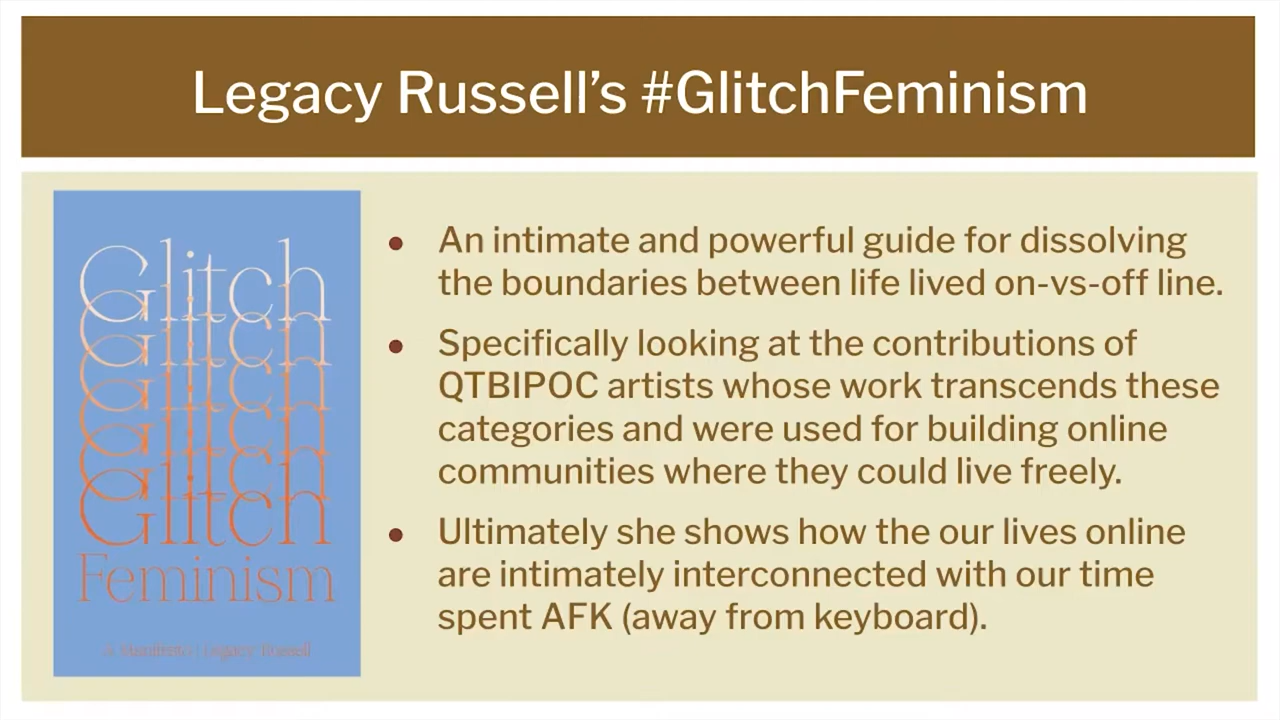 Legacy Russell’s #GlitchFeminism
Glitch
Glitch
Glitch
Glitch
Glitch
Glitch
Feminism
A Manifesto | Legacy Russell
● An intimate and powerful guide for dissolving
the boundaries between life lived on-vs-off line.
● Specifically looking at the contributions of
QTBIPOC artists whose work transcends these
categories and were used for building online
communities where they could live freely.
● Ultimately she shows how the our lives online
are intimately interconnected with our time
spent AFK (away from keyboard).